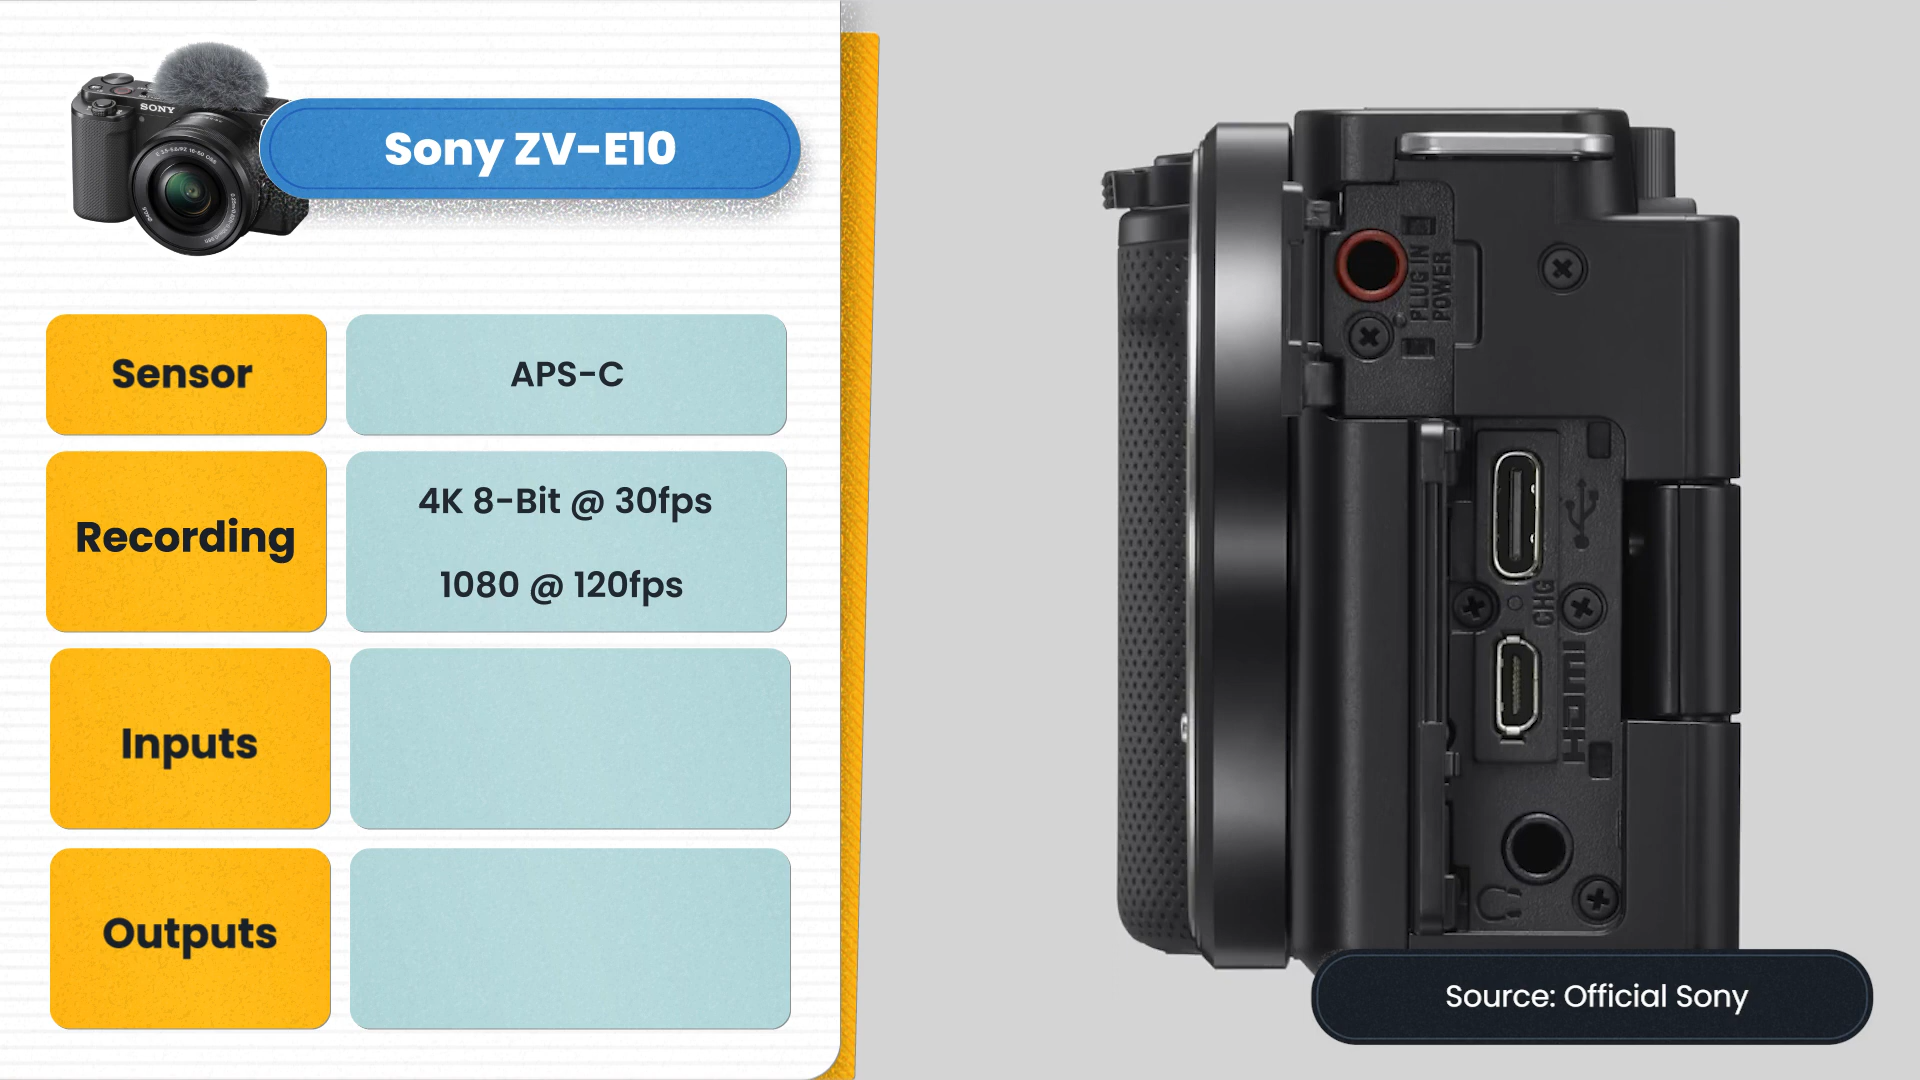 SONY
Sony ZV-E10
Sensor
APS-C
Recording
4K 8-Bit @ 30fps
1080 @ 120fps
Inputs
Outputs
PLUG IN
POWER
CHG
HDMI
Source: Official Sony